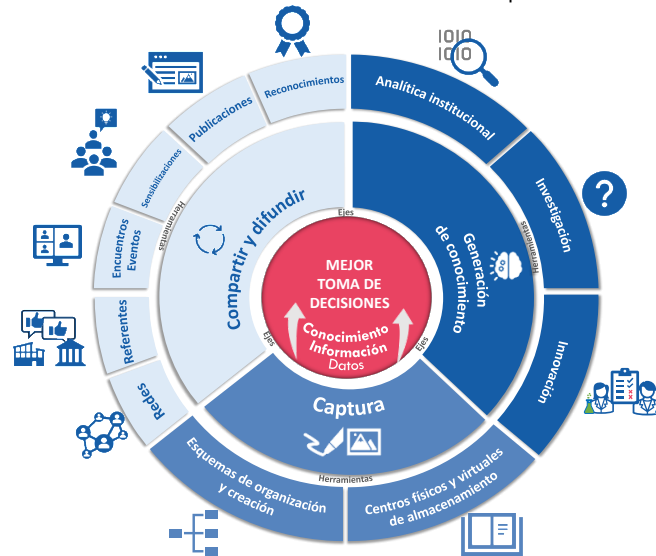 1010
1010
Reconocimientos
Analítica institucional
Publicaciones
Sensibilizaciones
Investigación
Herramientas
Ejes
Compartir y difundir
Generación
de conocimiento
Herramientas
Encuentros
Eventos
MEJOR
TOMA DE
DECISIONES
Conocimiento
Información
Datos
Referentes
Ejes
Ejes
Innovación
Redes
Captura
Herramientas
Esquemas de organización
y creación
Centros físicos y virtuales
de almacenamiento